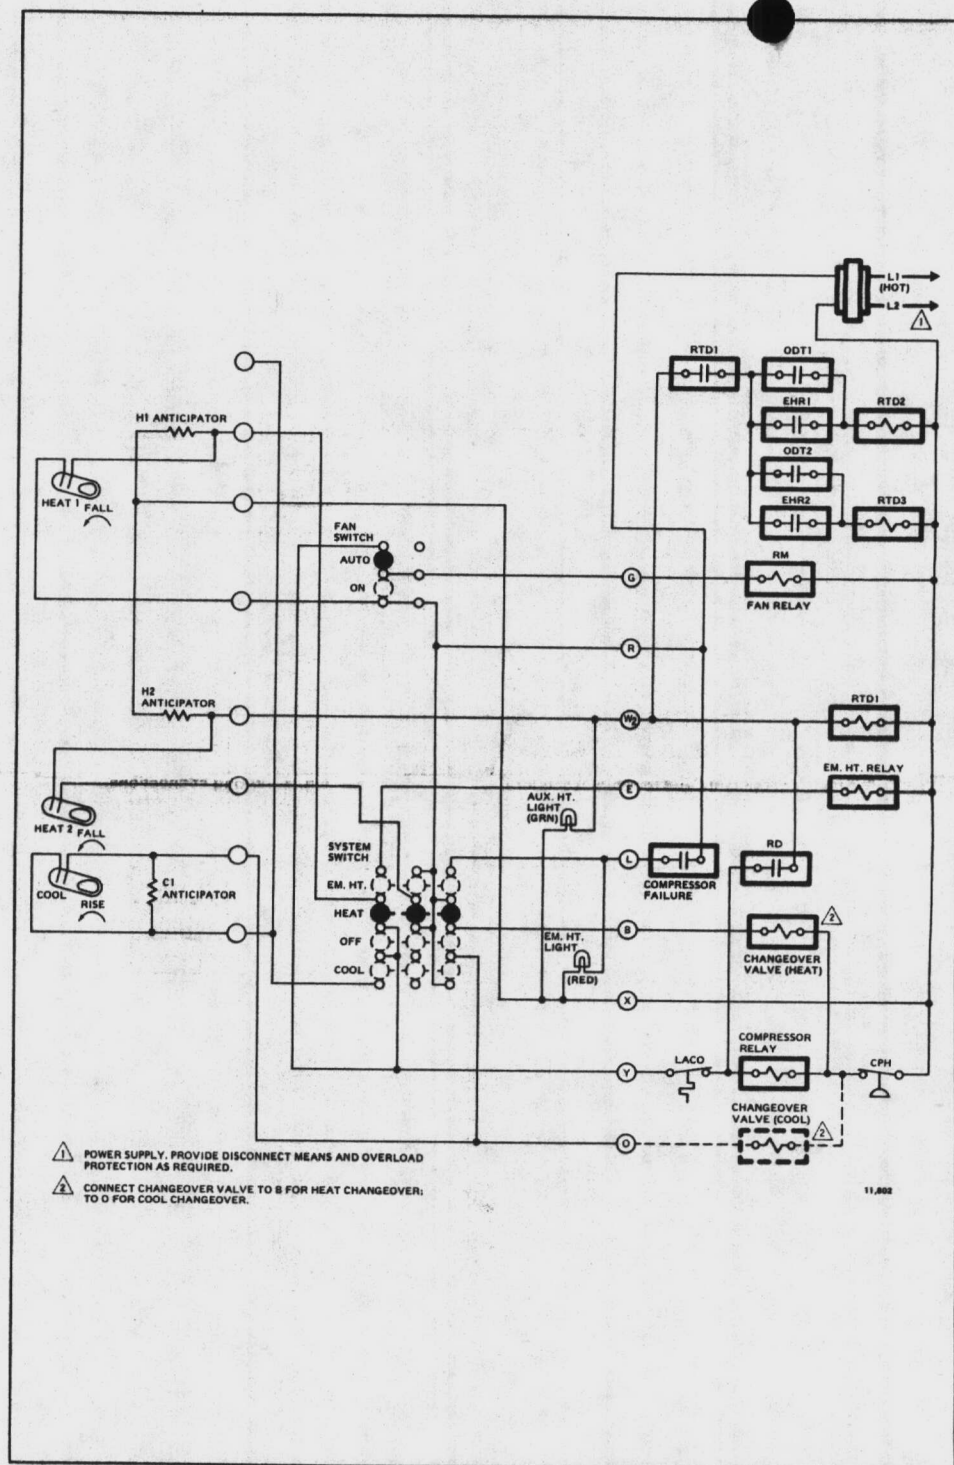 L1
(HOT)
L2
1
RTD1
ODT1
H1 ANTICIPATOR
EHR1
RTD2
ODT2
HEAT 1 FALL
EHR2
RTD3
FAN
SWITCH
AUTO
RM
G
ON
FAN RELAY
R
H2
ANTICIPATOR
RTD1
W2
EM. HT. RELAY
E
AUX. HT.
LIGHT
(GRN)
HEAT 2 FALL
SYSTEM
SWITCH
RD
L
COMPRESSOR
FAILURE
EM. HT.
C1
ANTICIPATOR
COOL
RISE
HEAT
2
B
OFF
EM. HT.
LIGHT
CHANGEOVER
VALVE (HEAT)
COOL
(RED)
X
COMPRESSOR
RELAY
LACO
CPH
Y
CHANGEOVER
VALVE (COOL)
2
O
1 POWER SUPPLY. PROVIDE DISCONNECT MEANS AND OVERLOAD
PROTECTION AS REQUIRED.
2 CONNECT CHANGEOVER VALVE TO B FOR HEAT CHANGEOVER;
TO O FOR COOL CHANGEOVER.
11,802